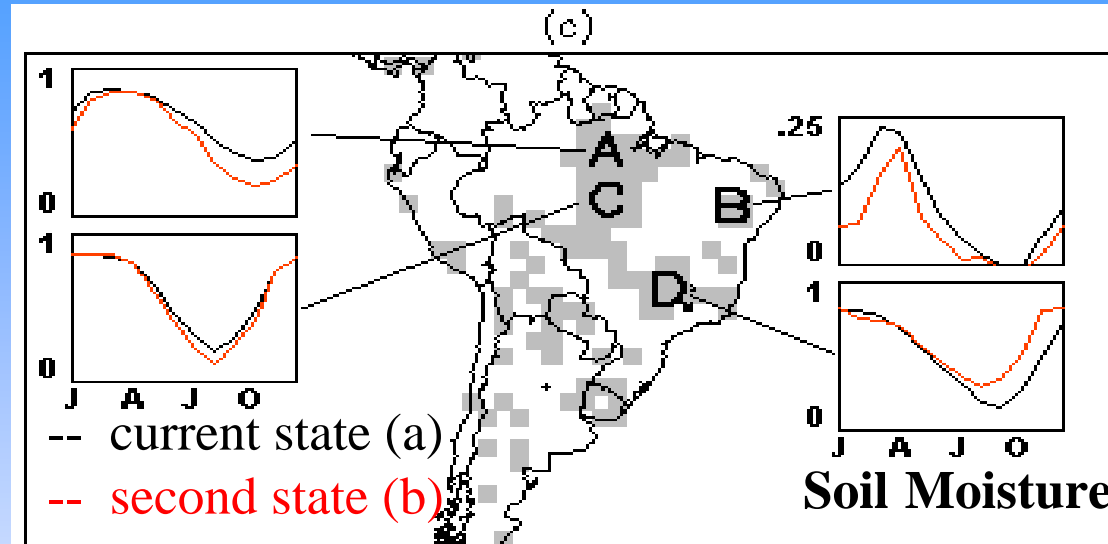 (c)
1
0
1
0
J A J O
A
C
B
D.
.25
0
1
0
J A J O
-- current state (a)
-- second state (b)
Soil Moisture